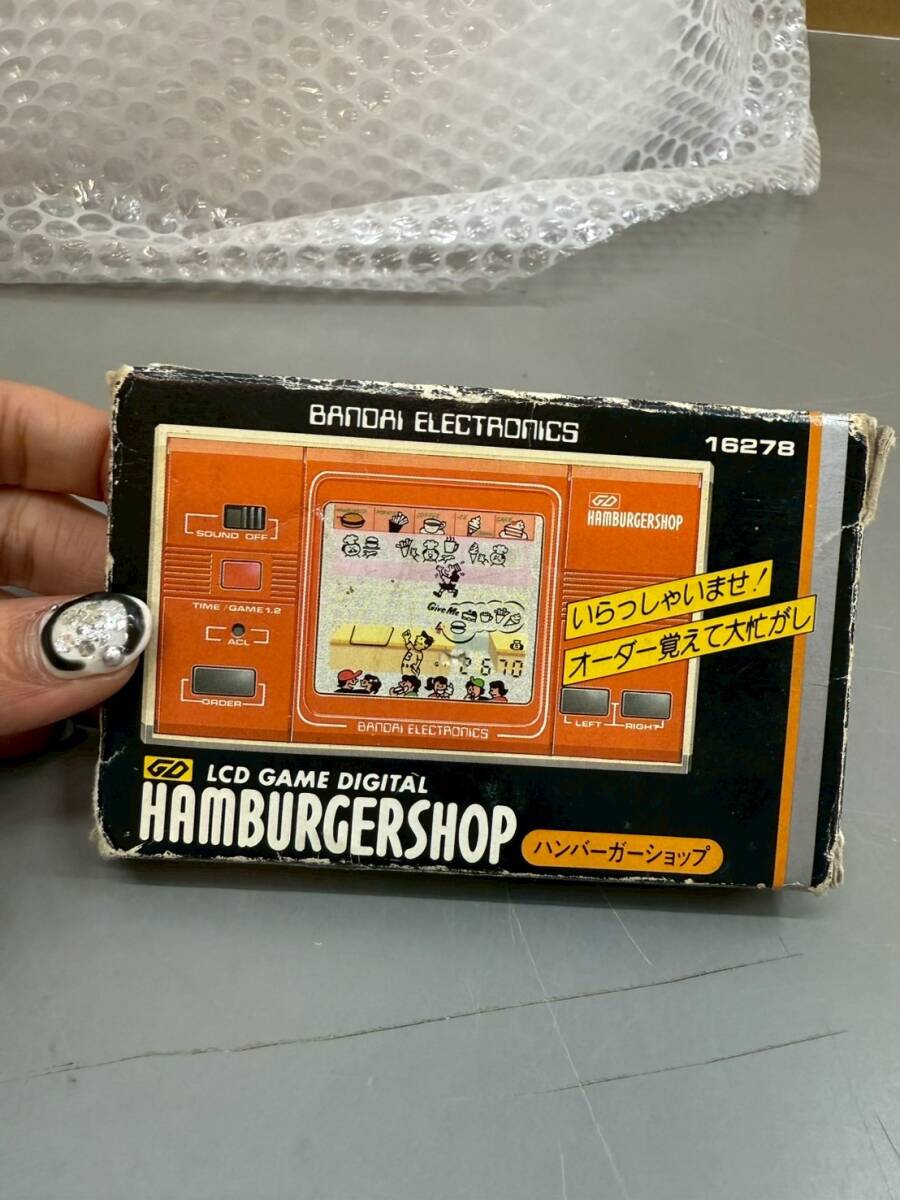 BANDAI ELECTRONICS
16278
SOUND OFF
TIME/GAME 1.2
ACL
ORDER
Give Me
2670
BANDAI ELECTRONICS
GD
HAMBURGERSHOP
いらっしゃいませ!
オーダー覚えて大忙がし
LEFT
RIGHT
GD LCD GAME DIGITAL
HAMBURGERSHOP ハンバーガーショップ